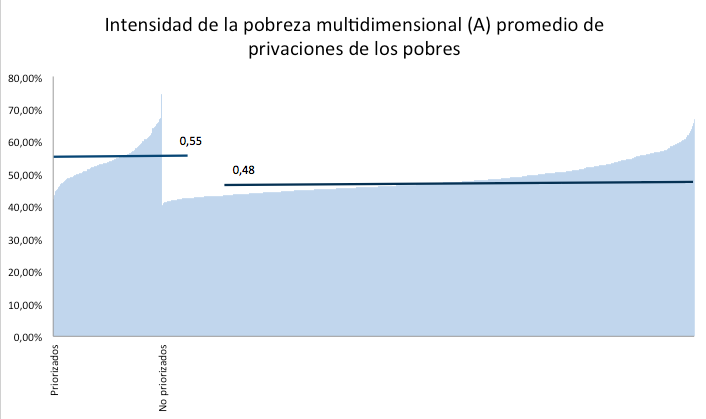 Intensidad de la pobreza multidimensional (A) promedio de
privaciones de los pobres
80,00%
70,00%
60,00%
50,00%
40,00%
30,00%
20,00%
10,00%
0,00%
0,55
0,48
Priorizados
No priorizados